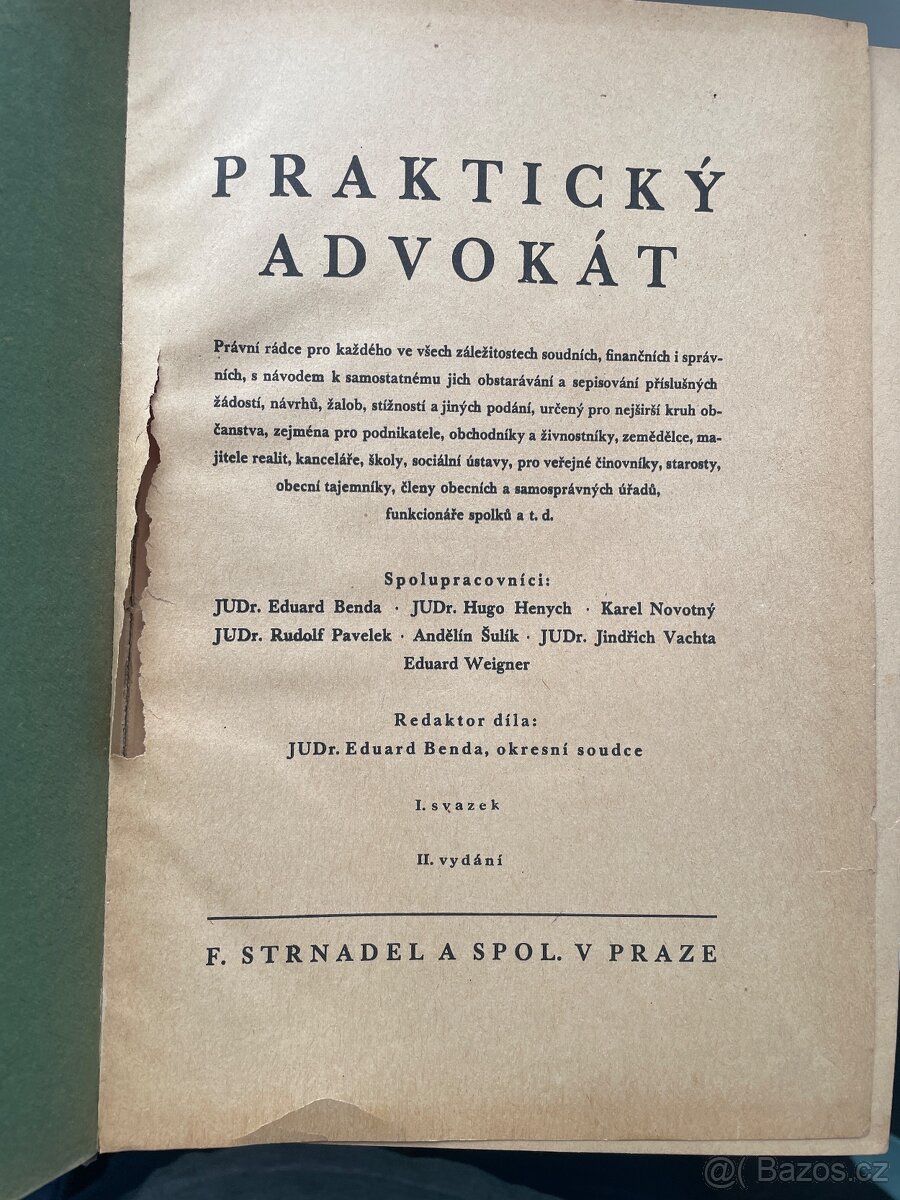 PRAKTICKÝ
ADVOKÁT
Právní rádce pro každého ve všech záležitostech soudních, finančních i správ-
ních, s návodem k samostatnému jich obstarávání a sepisování příslušných
žádostí, návrhů, žalob, stížností a jiných podání, určený pro nejširší kruh ob-
čanstva, zejména pro podnikatele, obchodníky a živnostníky, zemědělce, ma-
jitele realit, kanceláře, školy, sociální ústavy, pro veřejné činovníky, starosty,
obecní tajemníky, členy obecních a samosprávných úřadů,
funkcionáře spolků a t. d.
Spolupracovníci:
JUDr. Eduard Benda · JUDr. Hugo Henych · Karel Novotný
JUDr. Rudolf Pavelek · Andělín Šulík · JUDr. Jindřich Vachta
Eduard Weigner
Redaktor díla:
JUDr. Eduard Benda, okresní soudce
I. svazek
II. vydání
F. STRNADEL A SPOL. V PRAZE
@( Bazos.cz